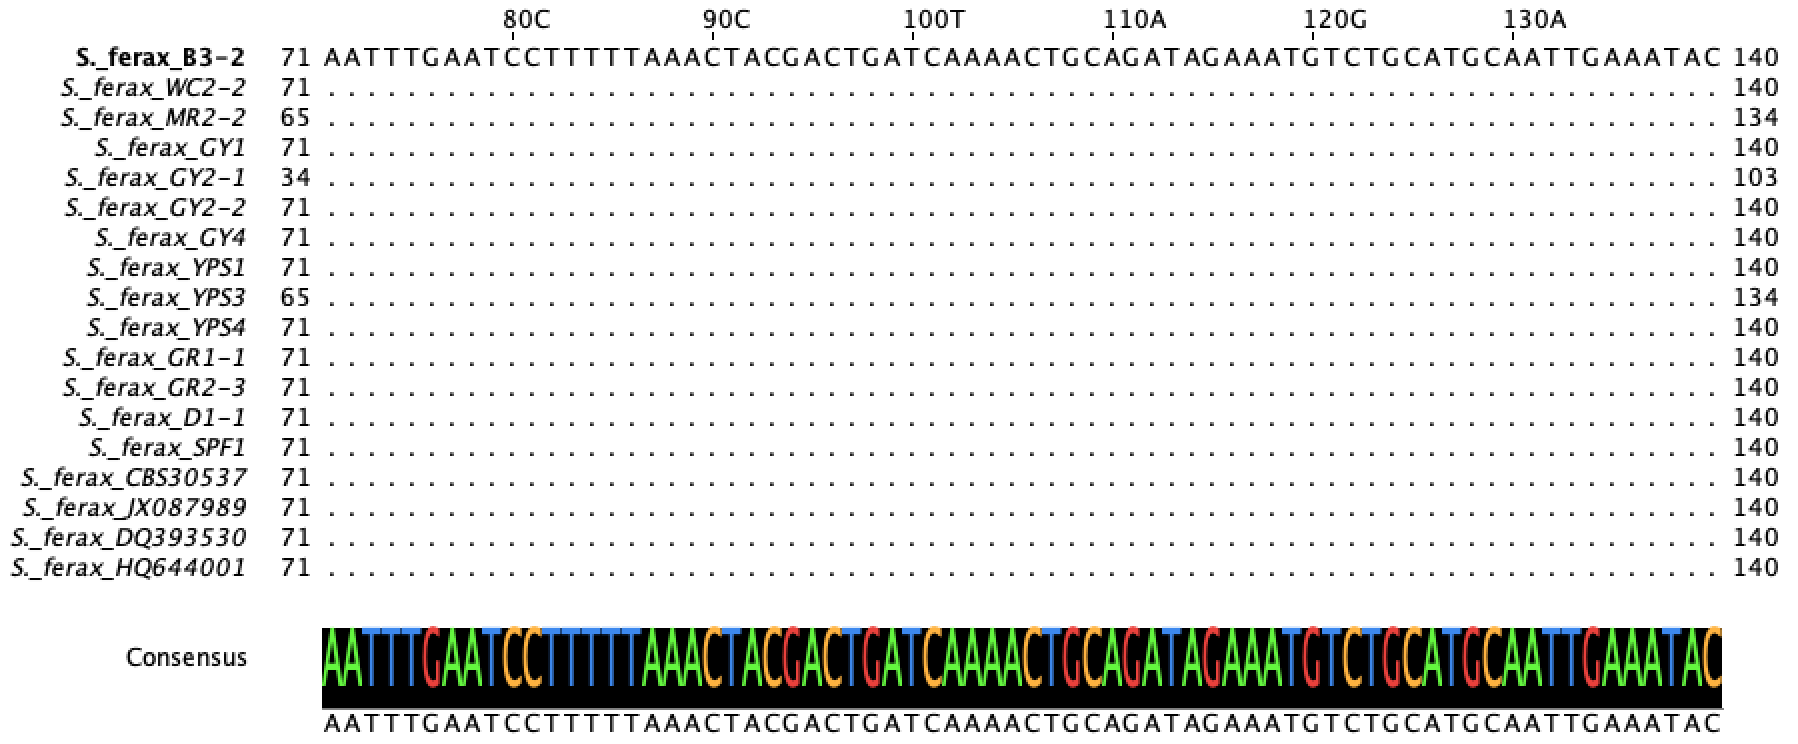 80C 90C 100T 110A 120G 130A
S._ferax_B3-2 71 AATTTGAATCCTTTTTAAACTACGACTGATCAAAACTGCAGATAGAAATGTCTGCATGCAATTGAAATAC 140
S._ferax_WC2-2 71 ...................................................................... 140
S._ferax_MR2-2 65 ...................................................................... 134
S._ferax_GY1 71 ...................................................................... 140
S._ferax_GY2-1 34 ...................................................................... 103
S._ferax_GY2-2 71 ...................................................................... 140
S._ferax_GY4 71 ...................................................................... 140
S._ferax_YPS1 71 ...................................................................... 140
S._ferax_YPS3 65 ...................................................................... 134
S._ferax_YPS4 71 ...................................................................... 140
S._ferax_GR1-1 71 ...................................................................... 140
S._ferax_GR2-3 71 ...................................................................... 140
S._ferax_D1-1 71 ...................................................................... 140
S._ferax_SPF1 71 ...................................................................... 140
S._ferax_CBS30537 71 ...................................................................... 140
S._ferax_JX087989 71 ...................................................................... 140
S._ferax_DQ393530 71 ...................................................................... 140
S._ferax_HQ644001 71 ...................................................................... 140
Consensus AATTTGAATCCTTTTTAAACTACGACTGATCAAAACTGCAGATAGAAATGTCTGCATGCAATTGAAATAC
AATTTGAATCCTTTTTAAACTACGACTGATCAAAACTGCAGATAGAAATGTCTGCATGCAATTGAAATAC